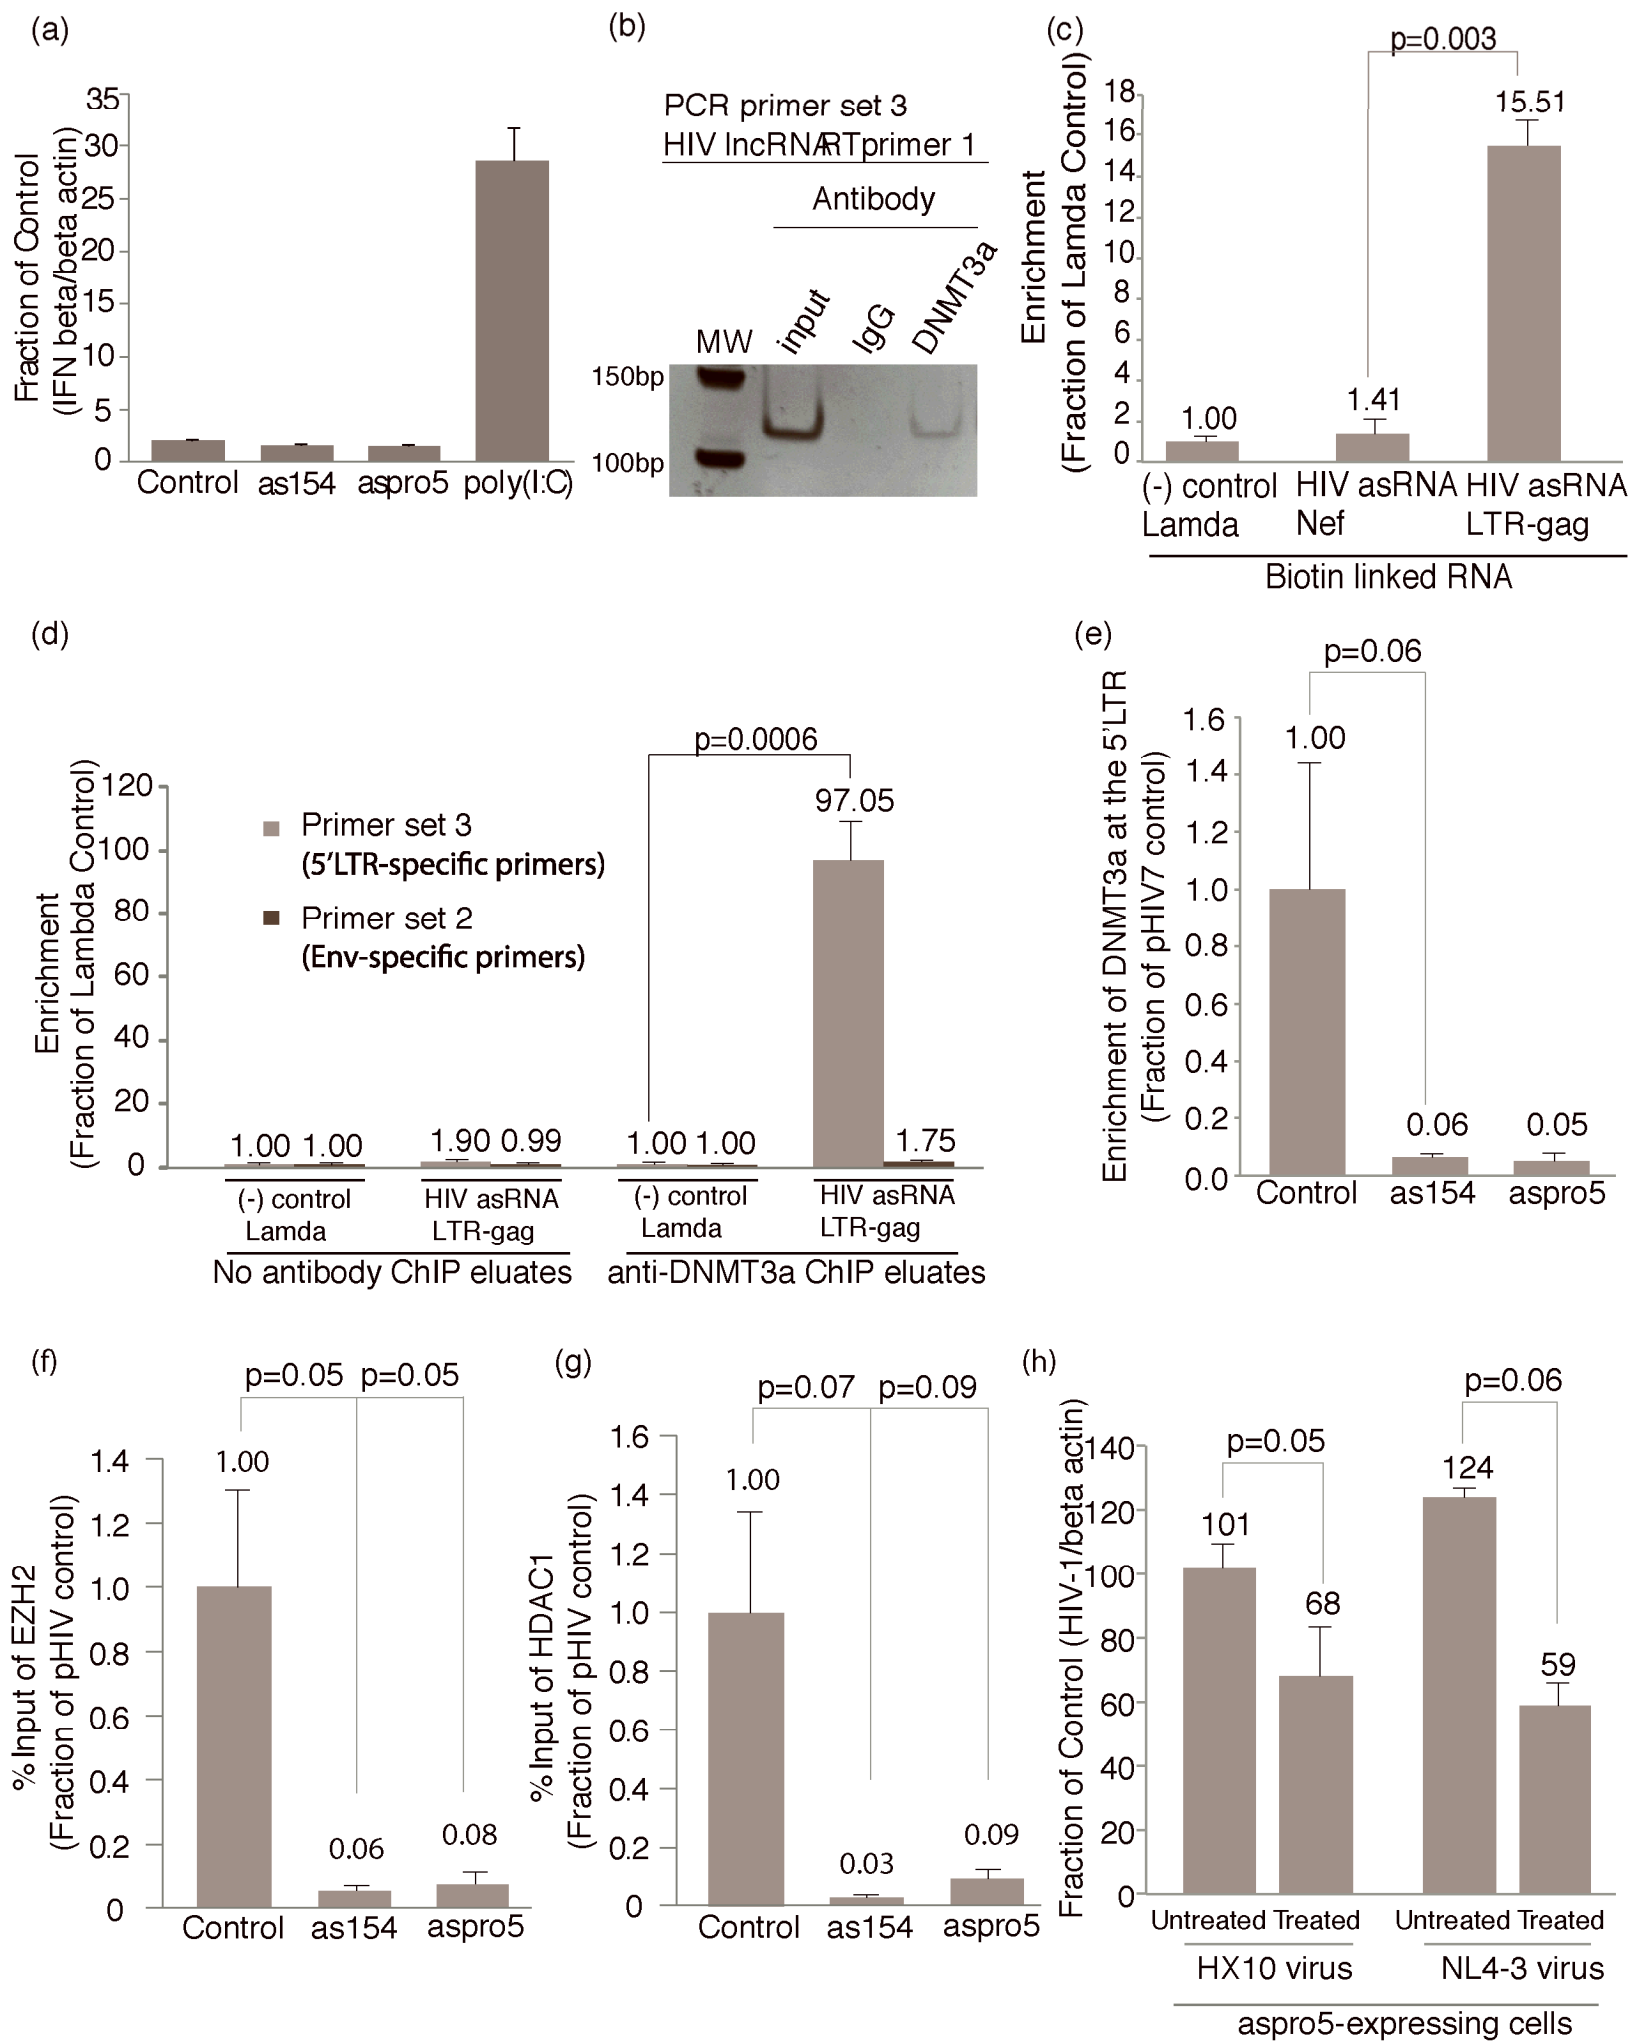 (a)
Fraction of Control
(IFN beta/beta actin)
35
30
25
20
15
10
5
0
Control as154 aspro5 poly(I:C)
(b)
PCR primer set 3
HIV lncRNA RTprimer 1
Antibody
MW input IgG DNMT3a
150bp
100bp
(c)
p=0.003
Enrichment
(Fraction of Lamda Control)
18
16
14
12
10
8
6
4
2
0
1.00
1.41
15.51
(-) control HIV asRNA HIV asRNA
Lamda Nef LTR-gag
Biotin linked RNA
(d)
p=0.0006
Enrichment
(Fraction of Lambda Control)
120
100
80
60
40
20
0
Primer set 3
(5'LTR-specific primers)
Primer set 2
(Env-specific primers)
97.05
1.00 1.00 1.90 0.99 1.00 1.00 1.75
(-) control HIV asRNA (-) control HIV asRNA
Lamda LTR-gag Lamda LTR-gag
No antibody ChIP eluates anti-DNMT3a ChIP eluates
(e)
p=0.06
Enrichment of DNMT3a at the 5'LTR
(Fraction of pHIV7 control)
1.6
1.4
1.2
1.0
0.8
0.6
0.4
0.2
0.0
1.00
0.06
0.05
Control as154 aspro5
(f)
p=0.05 p=0.05
% Input of EZH2
(Fraction of pHIV control)
1.4
1.2
1.0
0.8
0.6
0.4
0.2
0
1.00
0.06
0.08
Control as154 aspro5
(g)
p=0.07 p=0.09
% Input of HDAC1
(Fraction of pHIV control)
1.6
1.4
1.2
1.0
0.8
0.6
0.4
0.2
0
1.00
0.03
0.09
Control as154 aspro5
(h)
p=0.05
p=0.06
Fraction of Control (HIV-1/beta actin)
140
120
100
80
60
40
20
0
101
68
124
59
Untreated Treated Untreated Treated
HX10 virus NL4-3 virus
aspro5-expressing cells